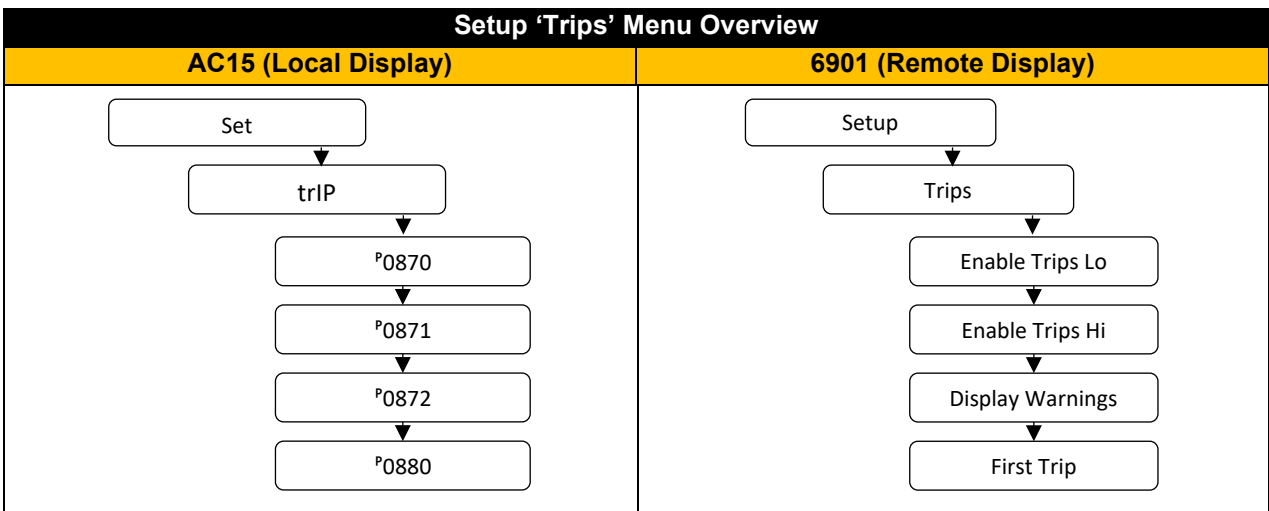 Setup ‘Trips’ Menu Overview
AC15 (Local Display)
6901 (Remote Display)
Set
trIP
ᴾ0870
ᴾ0871
ᴾ0872
ᴾ0880
Setup
Trips
Enable Trips Lo
Enable Trips Hi
Display Warnings
First Trip